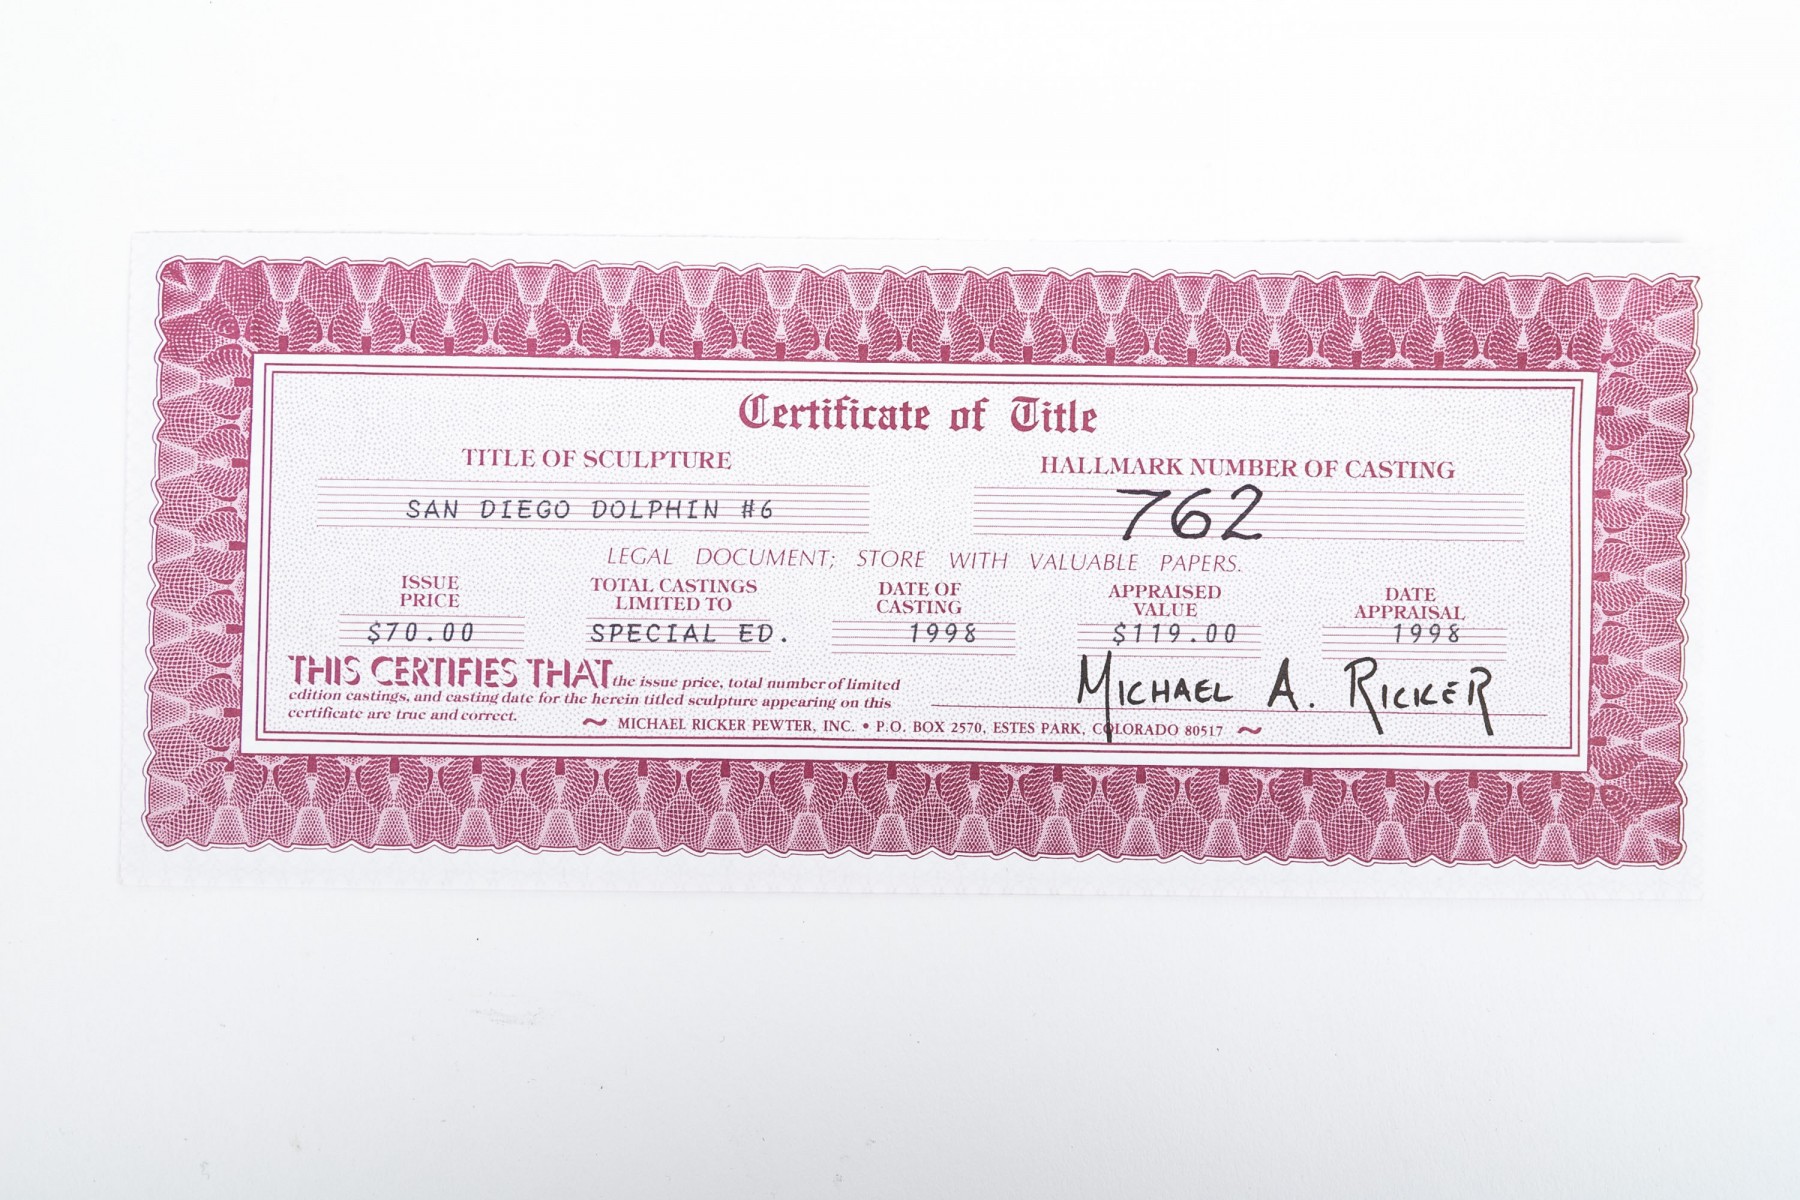 Certificate of Title
TITLE OF SCULPTURE
SAN DIEGO DOLPHIN #6
HALLMARK NUMBER OF CASTING
762
LEGAL DOCUMENT; STORE WITH VALUABLE PAPERS.
ISSUE
PRICE
$70.00
TOTAL CASTINGS
LIMITED TO
SPECIAL ED.
DATE OF
CASTING
1998
APPRAISED
VALUE
$119.00
DATE
APPRAISAL
1998
THIS CERTIFIES THAT the issue price, total number of limited
edition castings, and casting date for the herein titled sculpture appearing on this
certificate are true and correct.
MICHAEL A. RICKER
~ MICHAEL RICKER PEWTER, INC. • P.O. BOX 2570, ESTES PARK, COLORADO 80517 ~